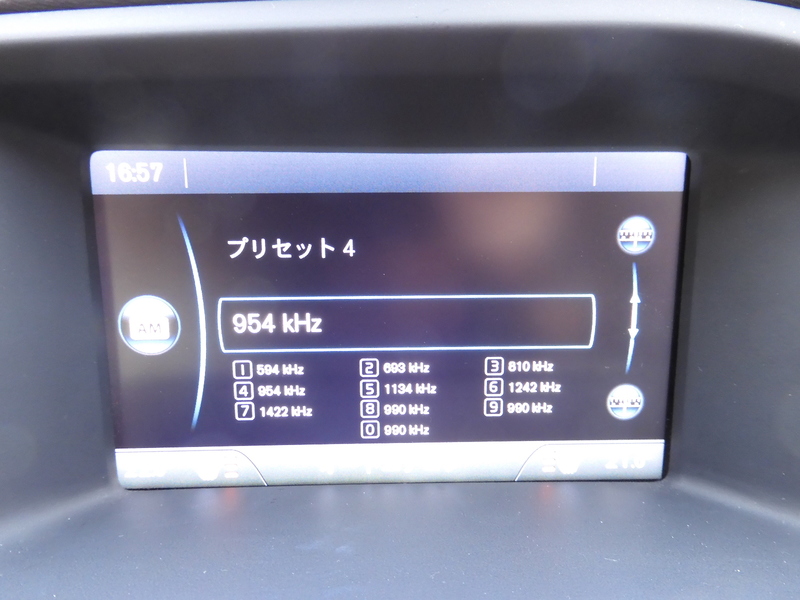 16:57
プリセット 4
AM
954 kHz
1 594 kHz 2 693 kHz 3 810 kHz
4 954 kHz 5 1134 kHz 6 1242 kHz
7 1422 kHz 8 990 kHz 9 990 kHz
0 990 kHz